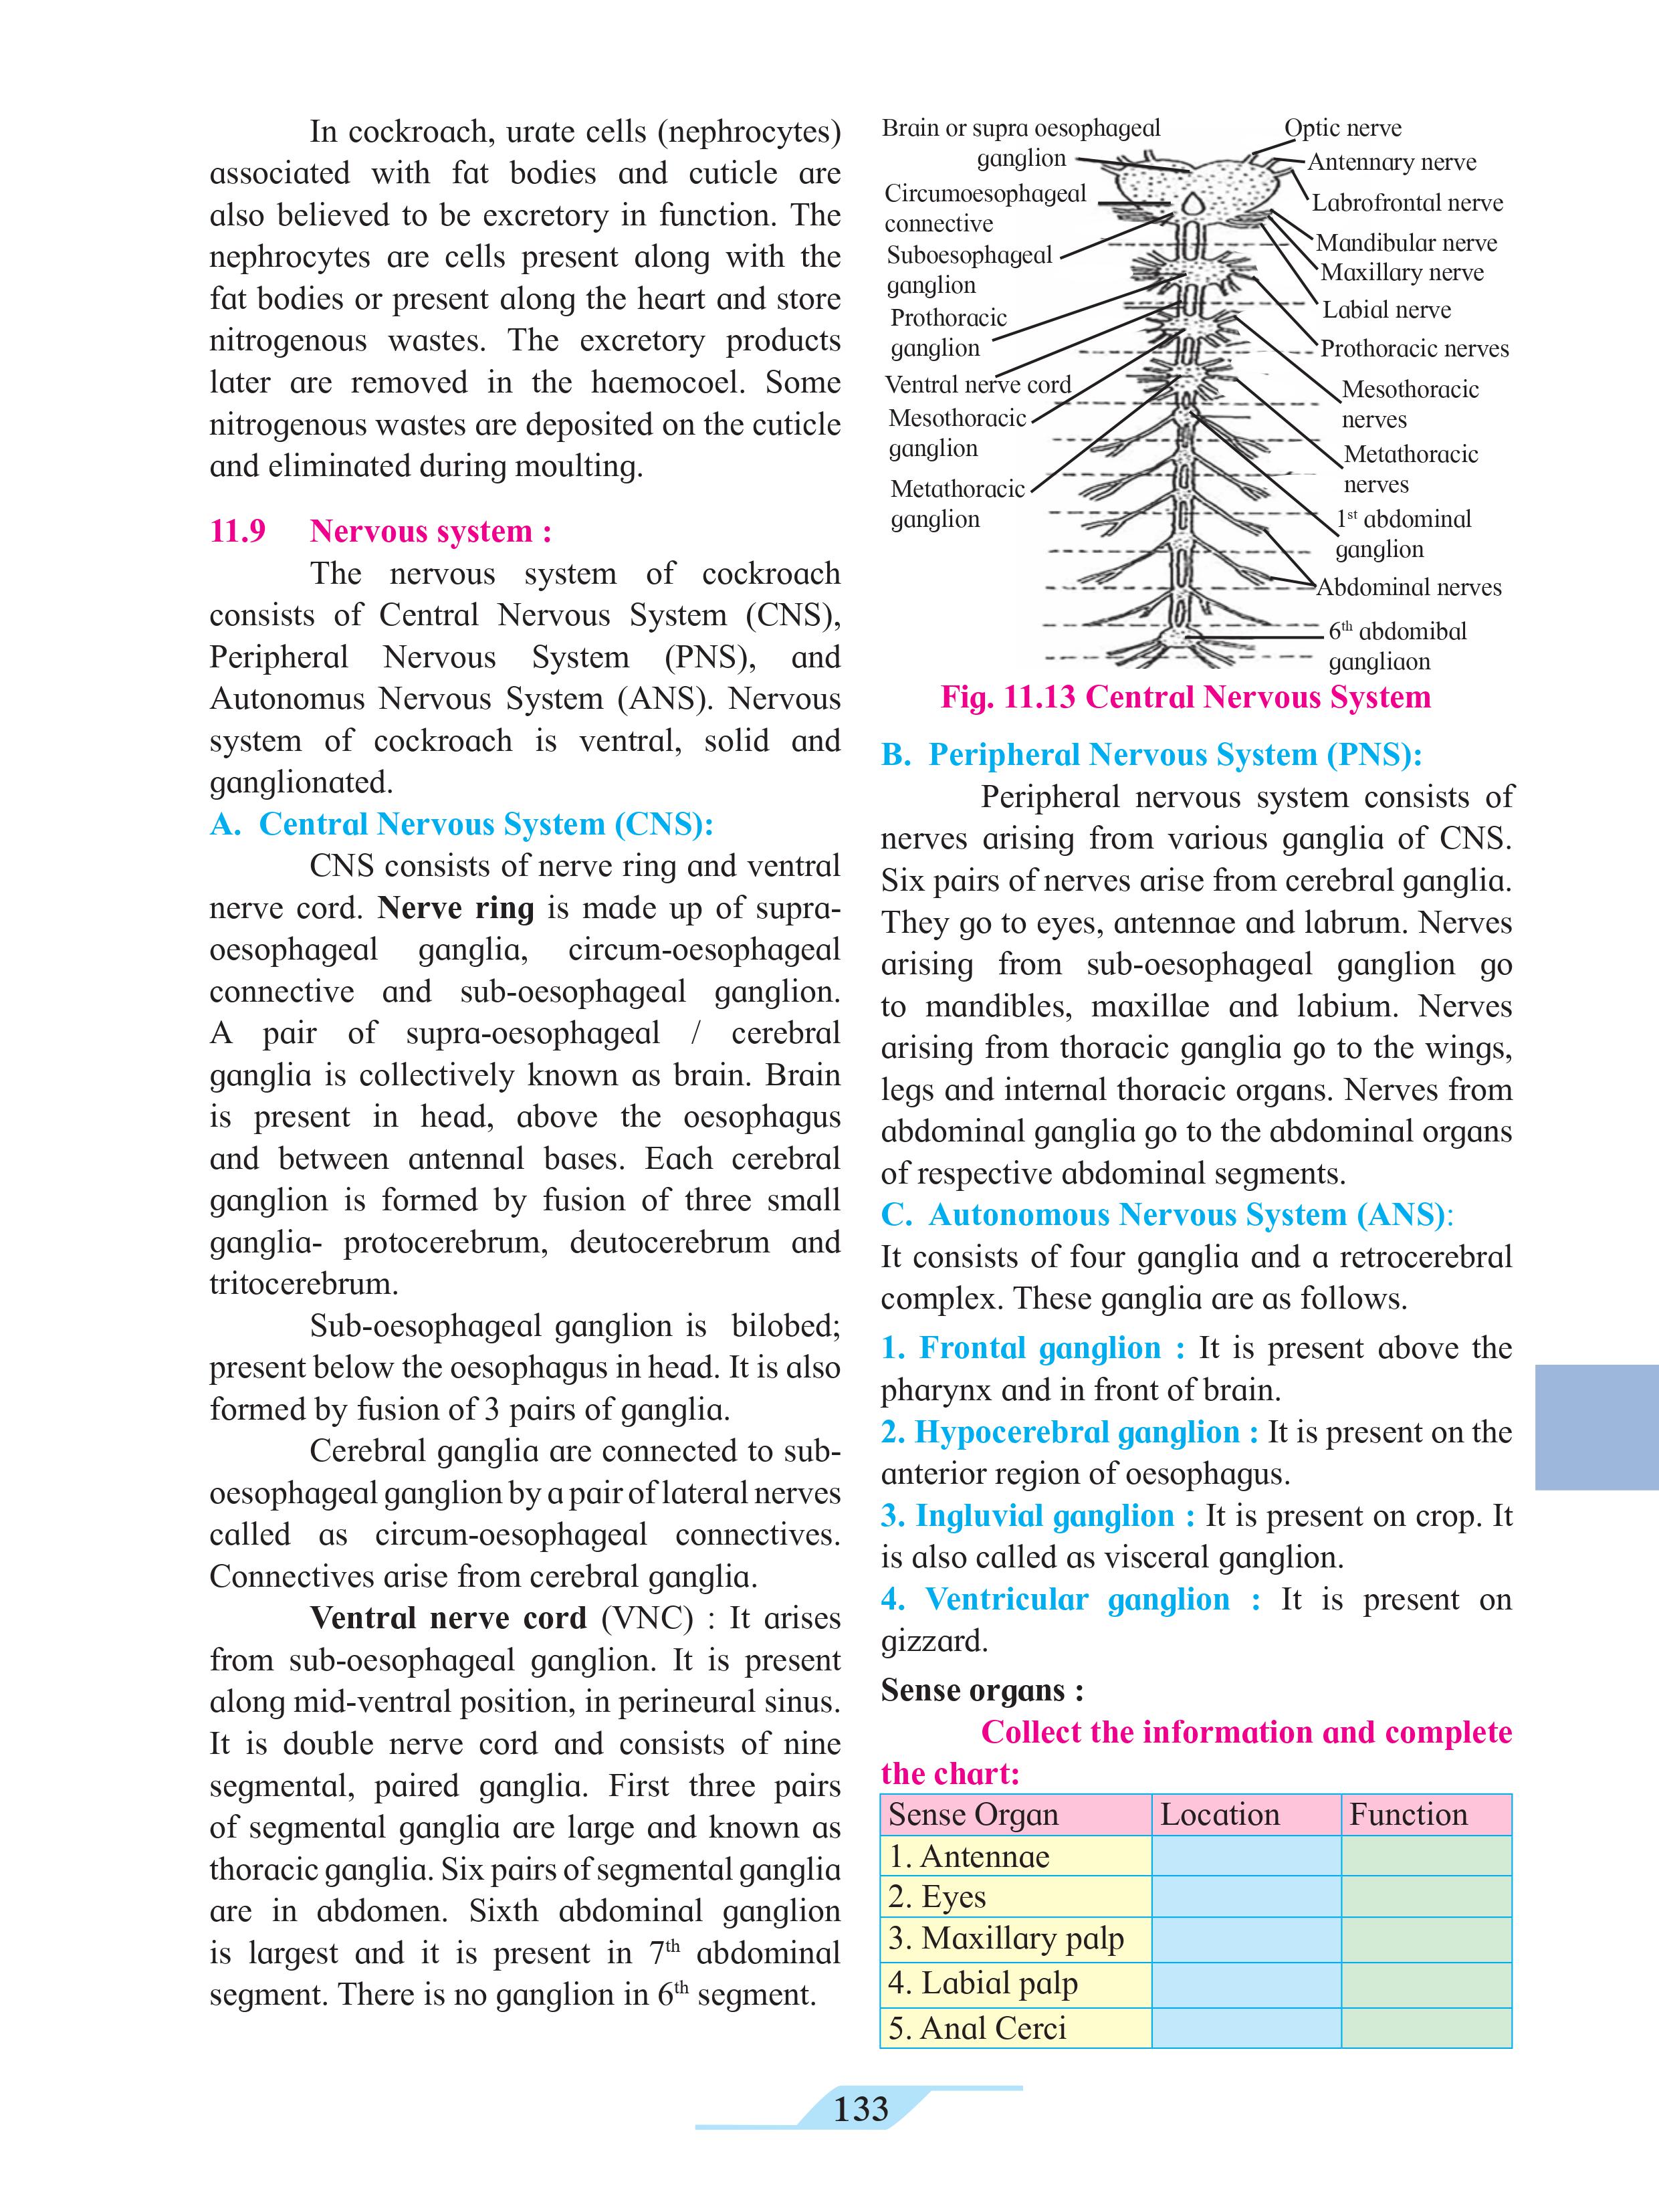 In cockroach, urate cells (nephrocytes)
associated with fat bodies and cuticle are
also believed to be excretory in function. The
nephrocytes are cells present along with the
fat bodies or present along the heart and store
nitrogenous wastes. The excretory products
later are removed in the haemocoel. Some
nitrogenous wastes are deposited on the cuticle
and eliminated during moulting.
11.9 Nervous system :
The nervous system of cockroach
consists of Central Nervous System (CNS),
Peripheral Nervous System (PNS), and
Autonomus Nervous System (ANS). Nervous
system of cockroach is ventral, solid and
ganglionated.
A. Central Nervous System (CNS):
CNS consists of nerve ring and ventral
nerve cord. Nerve ring is made up of supra-
oesophageal ganglia, circum-oesophageal
connective and sub-oesophageal ganglion.
A pair of supra-oesophageal / cerebral
ganglia is collectively known as brain. Brain
is present in head, above the oesophagus
and between antennal bases. Each cerebral
ganglion is formed by fusion of three small
ganglia- protocerebrum, deutocerebrum and
tritocerebrum.
Sub-oesophageal ganglion is bilobed;
present below the oesophagus in head. It is also
formed by fusion of 3 pairs of ganglia.
Cerebral ganglia are connected to sub-
oesophageal ganglion by a pair of lateral nerves
called as circum-oesophageal connectives.
Connectives arise from cerebral ganglia.
Ventral nerve cord (VNC) : It arises
from sub-oesophageal ganglion. It is present
along mid-ventral position, in perineural sinus.
It is double nerve cord and consists of nine
segmental, paired ganglia. First three pairs
of segmental ganglia are large and known as
thoracic ganglia. Six pairs of segmental ganglia
are in abdomen. Sixth abdominal ganglion
is largest and it is present in 7th abdominal
segment. There is no ganglion in 6th segment.
Brain or supra oesophageal
ganglion
Circumoesophageal
connective
Suboesophageal
ganglion
Prothoracic
ganglion
Ventral nerve cord
Mesothoracic
ganglion
Metathoracic
ganglion
Optic nerve
Antennary nerve
Labrofrontal nerve
Mandibular nerve
Maxillary nerve
Labial nerve
Prothoracic nerves
Mesothoracic
nerves
Metathoracic
nerves
1st abdominal
ganglion
Abdominal nerves
6th abdomibal
gangliaon
Fig. 11.13 Central Nervous System
B. Peripheral Nervous System (PNS):
Peripheral nervous system consists of
nerves arising from various ganglia of CNS.
Six pairs of nerves arise from cerebral ganglia.
They go to eyes, antennae and labrum. Nerves
arising from sub-oesophageal ganglion go
to mandibles, maxillae and labium. Nerves
arising from thoracic ganglia go to the wings,
legs and internal thoracic organs. Nerves from
abdominal ganglia go to the abdominal organs
of respective abdominal segments.
C. Autonomous Nervous System (ANS):
It consists of four ganglia and a retrocerebral
complex. These ganglia are as follows.
1. Frontal ganglion : It is present above the
pharynx and in front of brain.
2. Hypocerebral ganglion : It is present on the
anterior region of oesophagus.
3. Ingluvial ganglion : It is present on crop. It
is also called as visceral ganglion.
4. Ventricular ganglion : It is present on
gizzard.
Sense organs :
Collect the information and complete
the chart:
Sense Organ Location Function
1. Antennae
2. Eyes
3. Maxillary palp
4. Labial palp
5. Anal Cerci
133